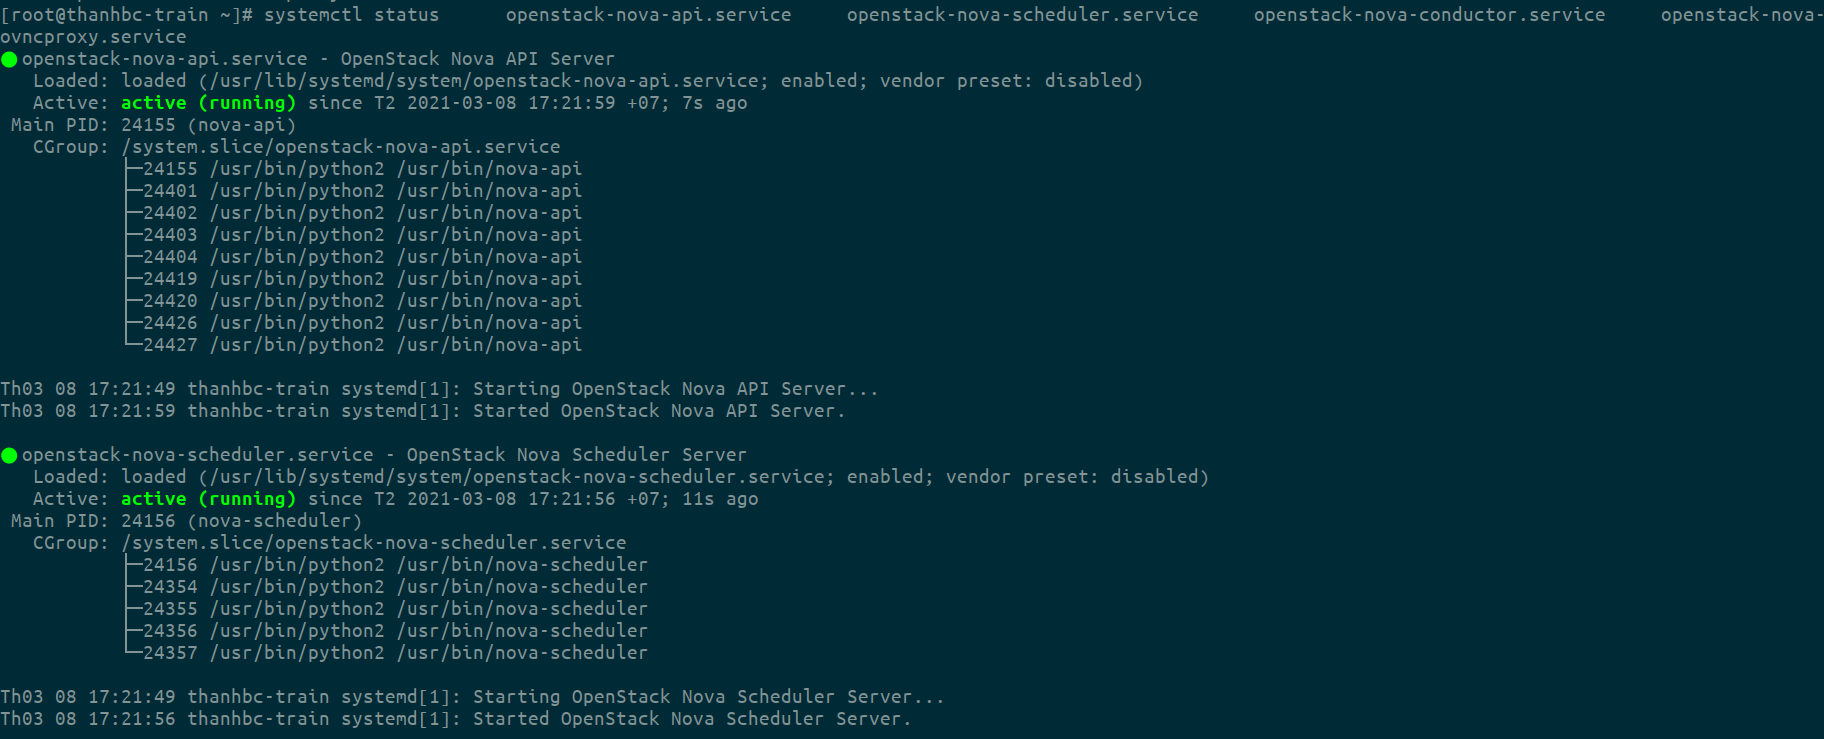 [root@thanhbc-train ~]# systemctl status      openstack-nova-api.service     openstack-nova-scheduler.service     openstack-nova-conductor.service     openstack-nova-
ovncproxy.service
● openstack-nova-api.service - OpenStack Nova API Server
   Loaded: loaded (/usr/lib/systemd/system/openstack-nova-api.service; enabled; vendor preset: disabled)
   Active: active (running) since T2 2021-03-08 17:21:59 +07; 7s ago
 Main PID: 24155 (nova-api)
   CGroup: /system.slice/openstack-nova-api.service
           ├─24155 /usr/bin/python2 /usr/bin/nova-api
           ├─24401 /usr/bin/python2 /usr/bin/nova-api
           ├─24402 /usr/bin/python2 /usr/bin/nova-api
           ├─24403 /usr/bin/python2 /usr/bin/nova-api
           ├─24404 /usr/bin/python2 /usr/bin/nova-api
           ├─24419 /usr/bin/python2 /usr/bin/nova-api
           ├─24420 /usr/bin/python2 /usr/bin/nova-api
           ├─24426 /usr/bin/python2 /usr/bin/nova-api
           └─24427 /usr/bin/python2 /usr/bin/nova-api

Th03 08 17:21:49 thanhbc-train systemd[1]: Starting OpenStack Nova API Server...
Th03 08 17:21:59 thanhbc-train systemd[1]: Started OpenStack Nova API Server.

● openstack-nova-scheduler.service - OpenStack Nova Scheduler Server
   Loaded: loaded (/usr/lib/systemd/system/openstack-nova-scheduler.service; enabled; vendor preset: disabled)
   Active: active (running) since T2 2021-03-08 17:21:56 +07; 11s ago
 Main PID: 24156 (nova-scheduler)
   CGroup: /system.slice/openstack-nova-scheduler.service
           ├─24156 /usr/bin/python2 /usr/bin/nova-scheduler
           ├─24354 /usr/bin/python2 /usr/bin/nova-scheduler
           ├─24355 /usr/bin/python2 /usr/bin/nova-scheduler
           ├─24356 /usr/bin/python2 /usr/bin/nova-scheduler
           └─24357 /usr/bin/python2 /usr/bin/nova-scheduler

Th03 08 17:21:49 thanhbc-train systemd[1]: Starting OpenStack Nova Scheduler Server...
Th03 08 17:21:56 thanhbc-train systemd[1]: Started OpenStack Nova Scheduler Server.